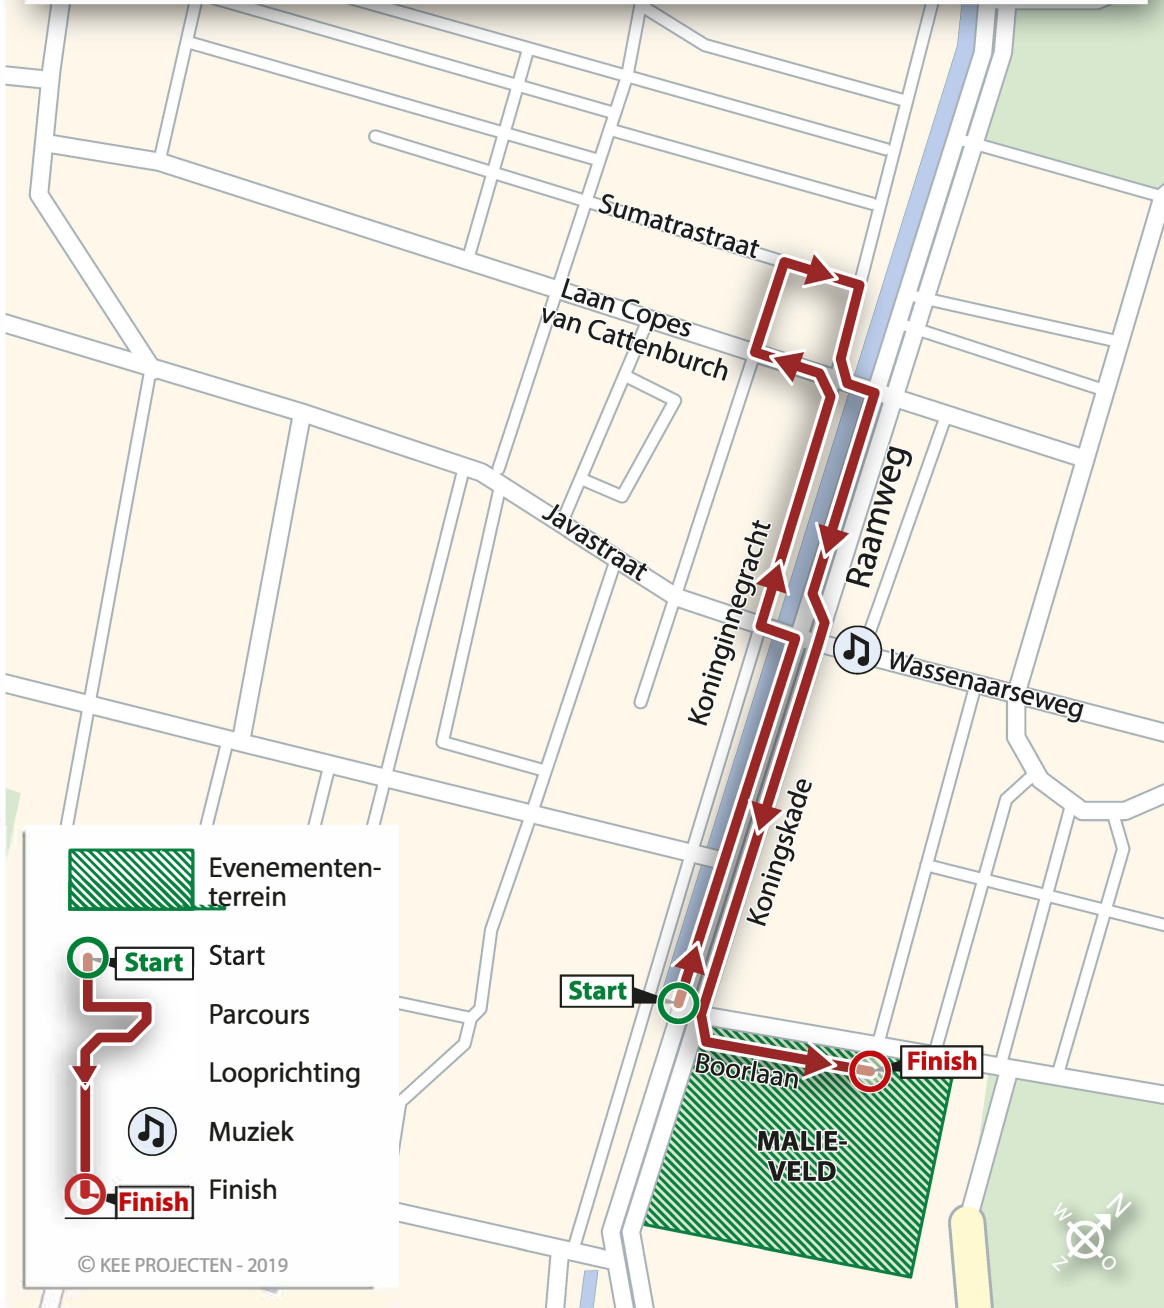 Sumatrastraat
Laan Copes
van Cattenburch
Javastraat
Koninginnegracht
Raamweg
Wassenaarseweg
Koningskade
Start
Boorlaan
Finish
MALIE-
VELD
Evenementen-
terrein
Start
Start
Parcours
Looprichting
Muziek
Finish
Finish
© KEE PROJECTEN - 2019
N
W
O
Z